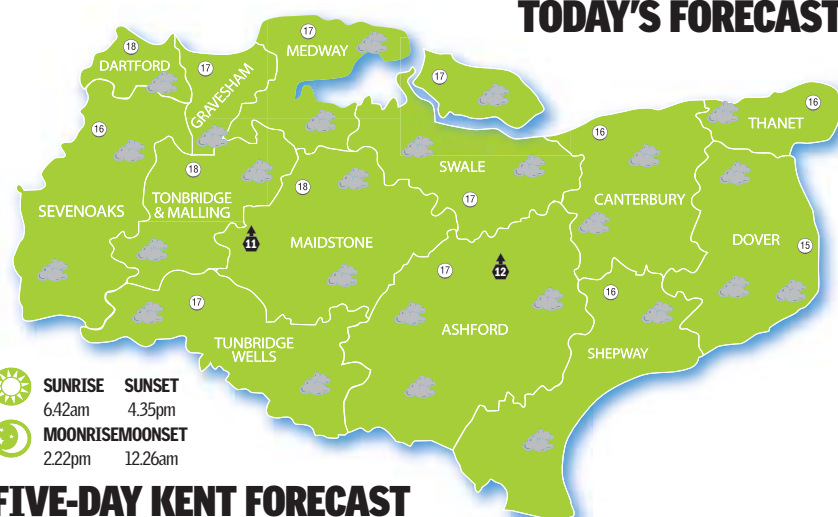 TODAY'S FORECAST
17
MEDWAY
18
DARTFORD
17
GRAVESHAM
17
16
THANET
16
16
18
SWALE
TONBRIDGE
& MALLING
18
17
CANTERBURY
SEVENOAKS
11
MAIDSTONE
DOVER
15
17
12
16
17
ASHFORD
TUNBRIDGE
WELLS
SHEPWAY
SUNRISE SUNSET
6.42am 4.35pm
MOONRISE MOONSET
2.22pm 12.26am
FIVE-DAY KENT FORECAST